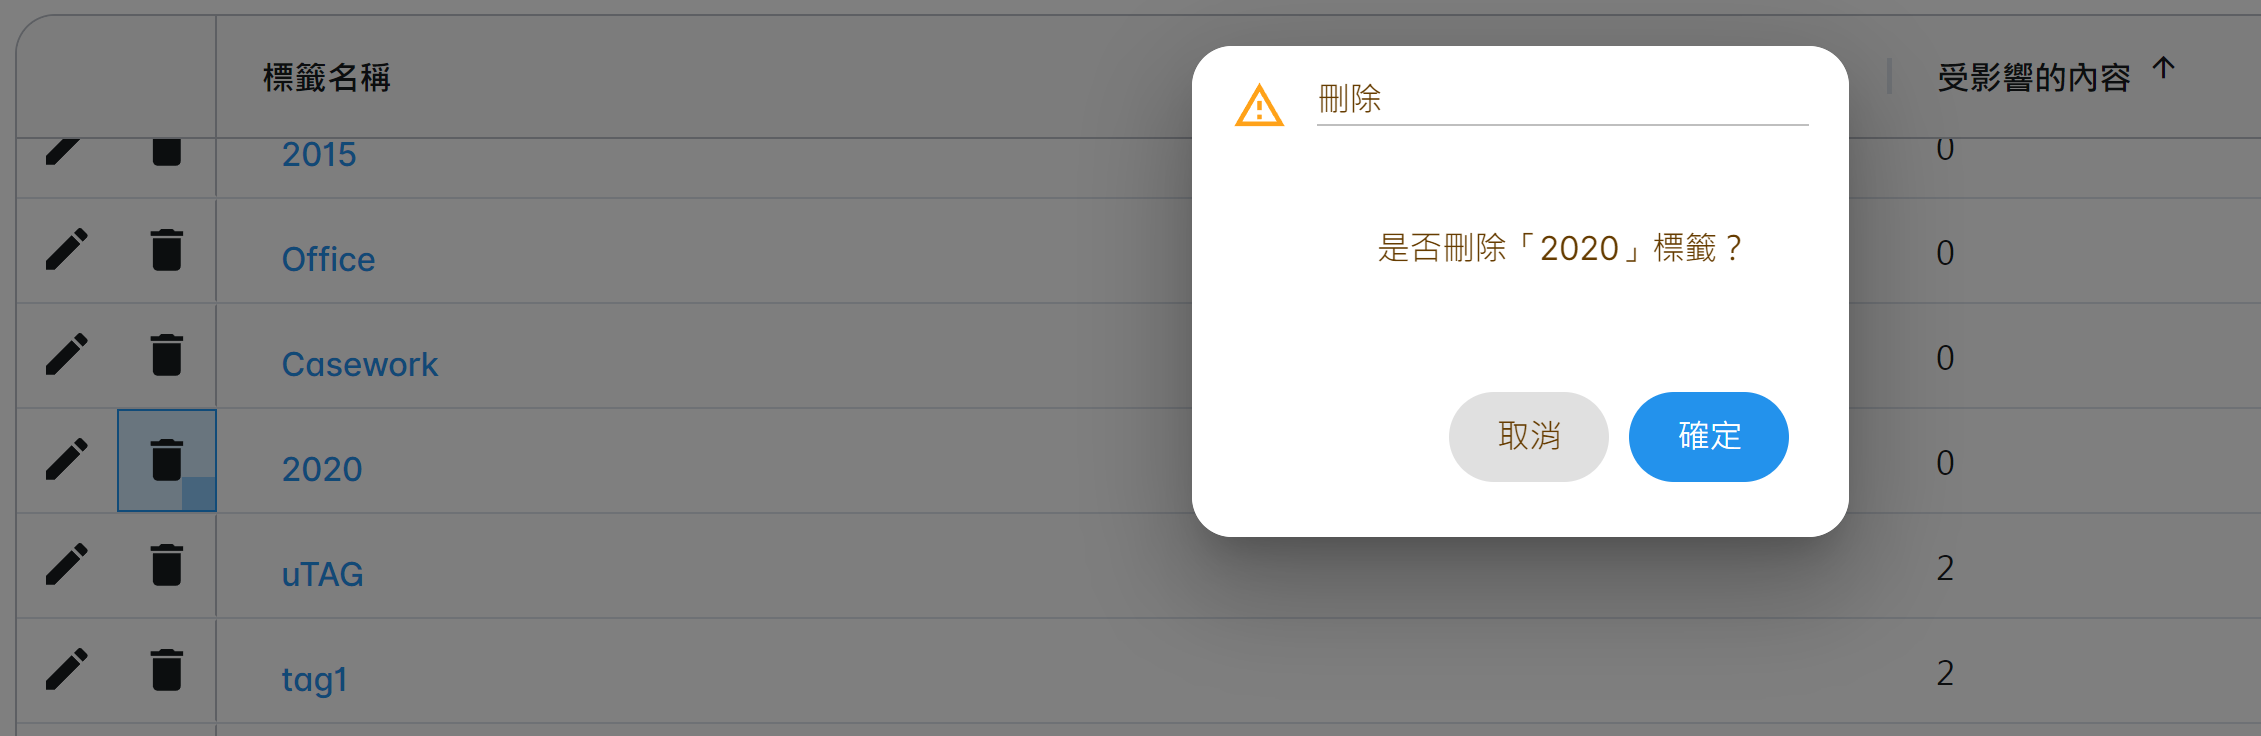 標籤名稱
受影響的內容
2015
0
Office
0
Casework
0
2020
0
uTAG
2
tag1
2
刪除
是否刪除「2020」標籤？
取消
確定